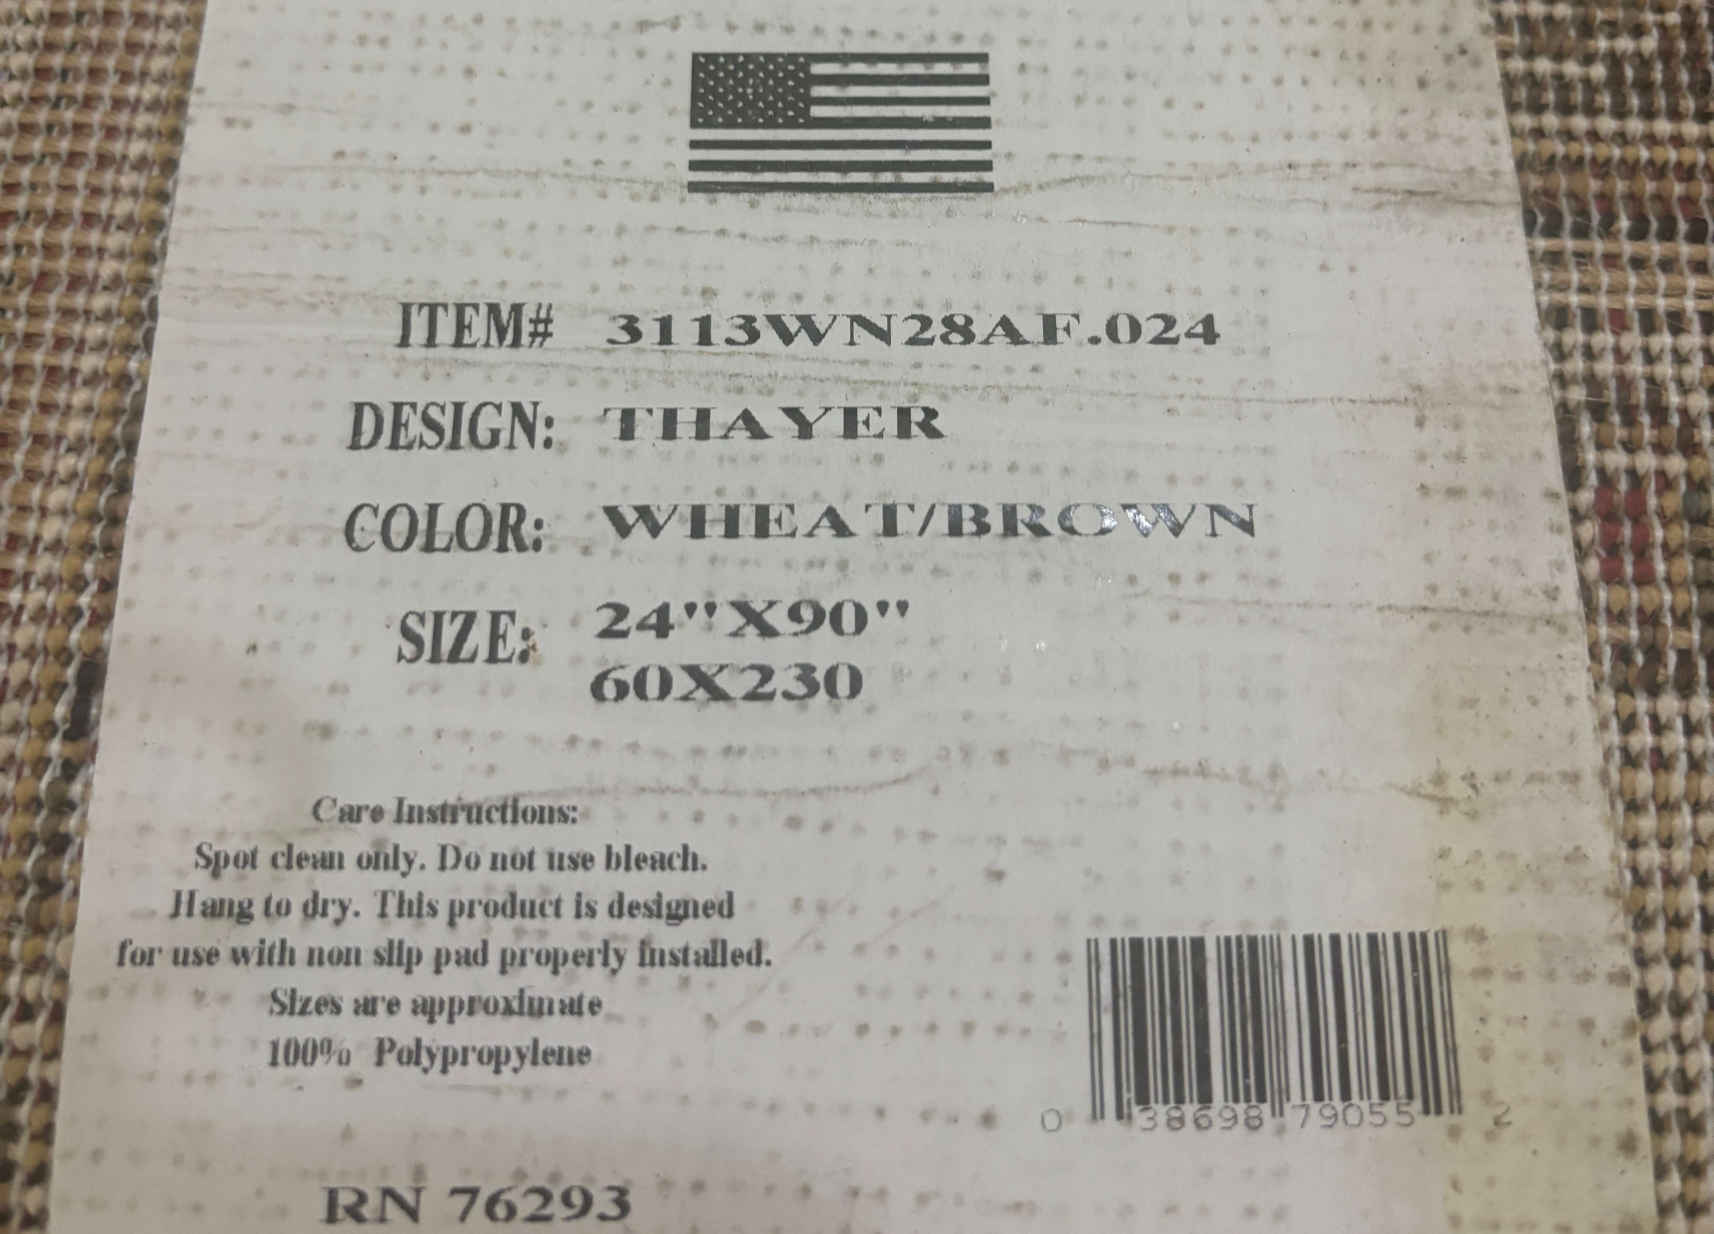 ITEM# 3113WN28AF.024
DESIGN: THAYER
COLOR: WHEAT/BROWN
SIZE: 24"X90"
60X230
Care Instructions:
Spot clean only. Do not use bleach.
Hang to dry. This product is designed
for use with non slip pad properly installed.
Sizes are approximate
100% Polypropylene
0 38698 79055 2
RN 76293